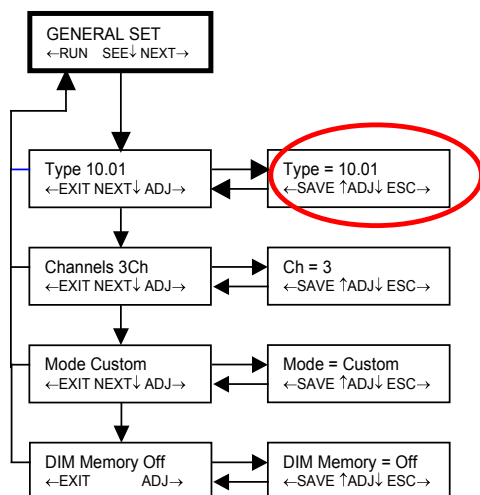 GENERAL SET
←RUN SEE↓ NEXT→
Type 10.01
←EXIT NEXT↓ ADJ→
Type = 10.01
←SAVE ↑ADJ↓ ESC→
Channels 3Ch
←EXIT NEXT↓ ADJ→
Ch = 3
←SAVE ↑ADJ↓ ESC→
Mode Custom
←EXIT NEXT↓ ADJ→
Mode = Custom
←SAVE ↑ADJ↓ ESC→
DIM Memory Off
←EXIT ADJ→
DIM Memory = Off
←SAVE ↑ADJ↓ ESC→